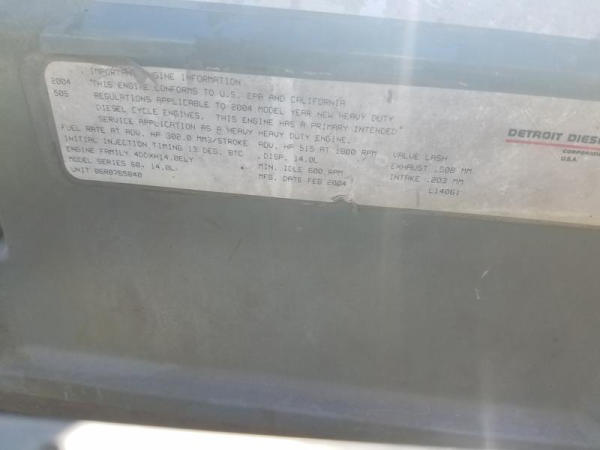 IMPORTANT ENGINE INFORMATION
2004 THIS ENGINE CONFORMS TO U.S. EPA AND CALIFORNIA
505 REGULATIONS APPLICABLE TO 2004 MODEL YEAR NEW HEAVY DUTY
DIESEL CYCLE ENGINES. THIS ENGINE HAS A PRIMARY INTENDED
SERVICE APPLICATION AS A HEAVY HEAVY DUTY ENGINE.
FUEL RATE AT ADV. HP 302.0 MM3/STROKE ADV. HP 515 AT 1800 RPM VALVE LASH
INITIAL INJECTION TIMING 13 DEG. BTC . DISP. 14.0L EXHAUST .508 MM
ENGINE FAMILY 4DDXH14.0ELY MIN. IDLE 600 RPM INTAKE .203 MM
MODEL SERIES 60, 14.0L. MFG. DATE FEB 2004 L14061
UNIT 06R0765840
DETROIT DIESE
CORPORATION
U.S.A.